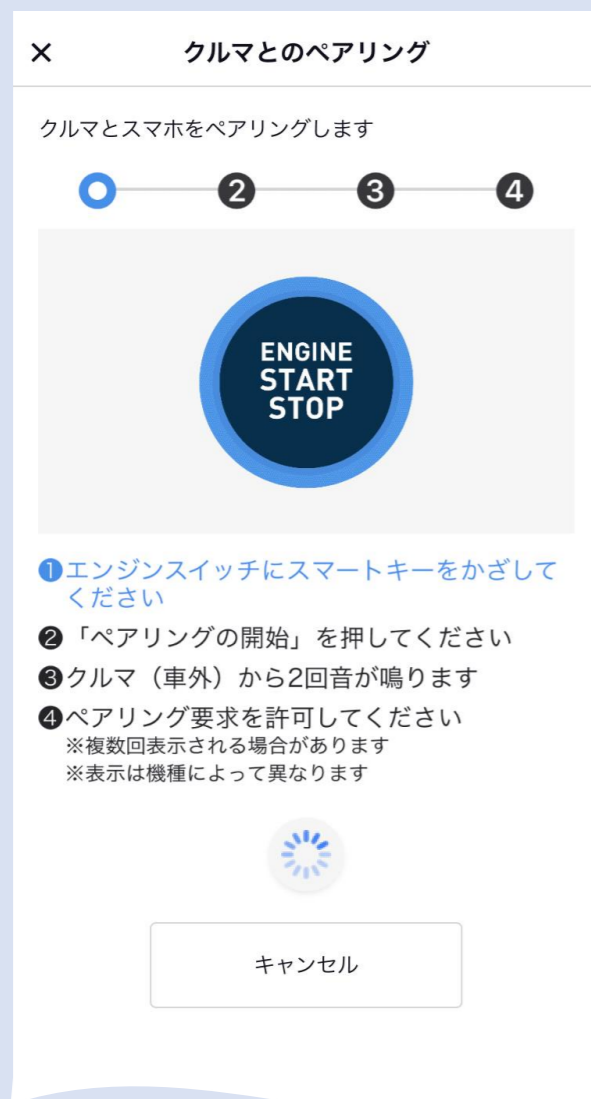 × クルマとのペアリング
クルマとスマホをペアリングします
❷ ❸ ❹
ENGINE
START
STOP
❶エンジンスイッチにスマートキーをかざして
ください
❷「ペアリングの開始」を押してください
❸クルマ（車外）から2回音が鳴ります
❹ペアリング要求を許可してください
※複数回表示される場合があります
※表示は機種によって異なります
キャンセル